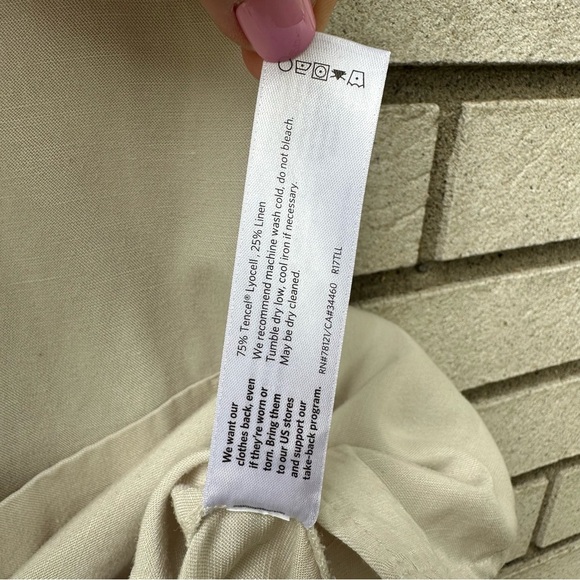 75% Tencel® Lyocell , 25% Linen
We recommend machine wash cold, do not bleach.
Tumble dry low, cool iron if necessary.
May be dry cleaned.
RN#78121/CA#34460 R17TLL
We want our
clothes back, even
if they're worn or
torn. Bring them
to our US stores
and support our
take-back program.